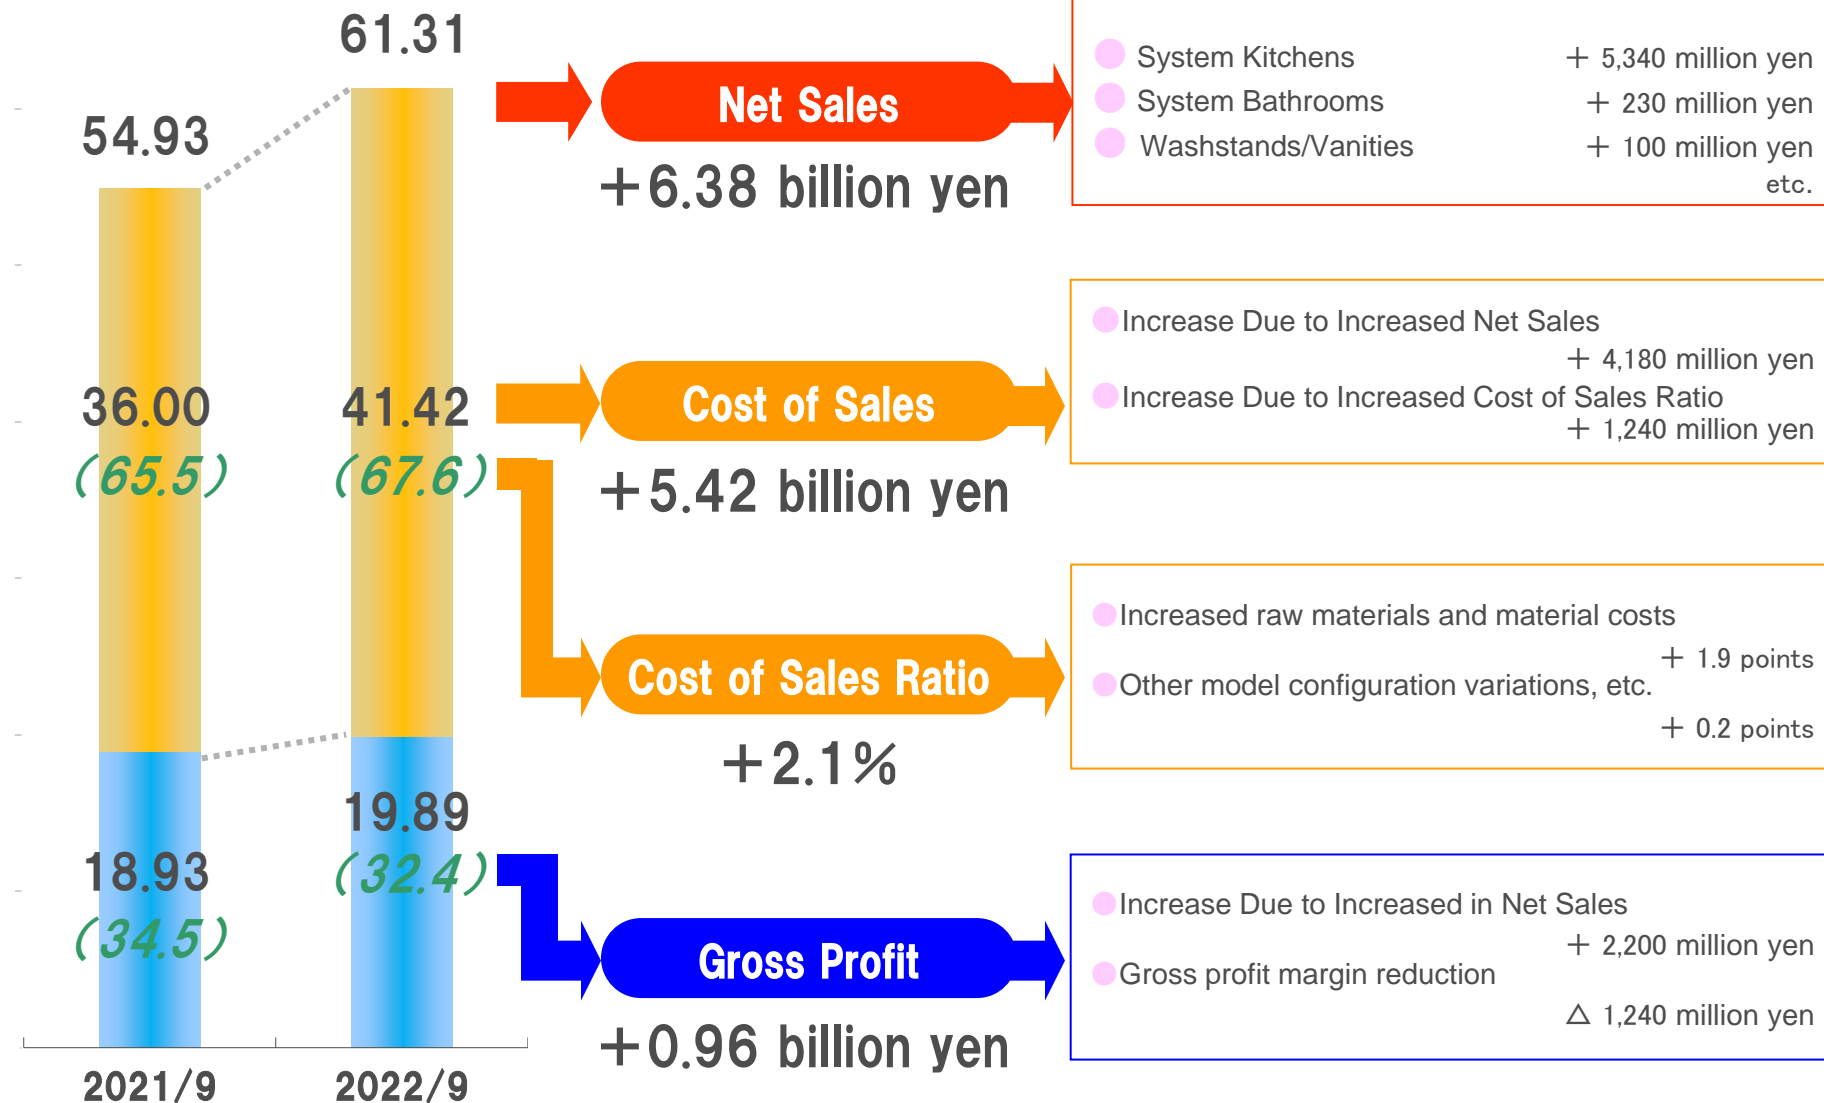 61.31
54.93
36.00
(65.5)
41.42
(67.6)
18.93
(34.5)
19.89
(32.4)
2021/9
2022/9
Net Sales
+6.38 billion yen
System Kitchens + 5,340 million yen
System Bathrooms + 230 million yen
Washstands/Vanities + 100 million yen
etc.
Cost of Sales
+5.42 billion yen
Increase Due to Increased Net Sales
+ 4,180 million yen
Increase Due to Increased Cost of Sales Ratio
+ 1,240 million yen
Cost of Sales Ratio
+2.1%
Increased raw materials and material costs
+ 1.9 points
Other model configuration variations, etc.
+ 0.2 points
Gross Profit
+0.96 billion yen
Increase Due to Increased in Net Sales
+ 2,200 million yen
Gross profit margin reduction
△ 1,240 million yen